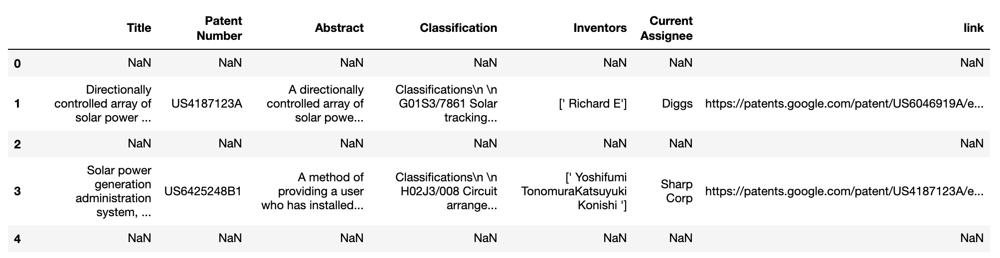 Title Patent Number Abstract Classification Inventors Current Assignee link
0 NaN NaN NaN NaN NaN NaN NaN
1 Directionally controlled array of solar power ... US4187123A A directionally controlled array of solar powe... Classifications\n \n G01S3/7861 Solar tracking... [' Richard E'] Diggs https://patents.google.com/patent/US6046919A/e...
2 NaN NaN NaN NaN NaN NaN NaN
3 Solar power generation administration system, ... US6425248B1 A method of providing a user who has installed... Classifications\n \n H02J3/008 Circuit arrange... [' Yoshifumi TonomuraKatsuyuki Konishi '] Sharp Corp https://patents.google.com/patent/US4187123A/e...
4 NaN NaN NaN NaN NaN NaN NaN